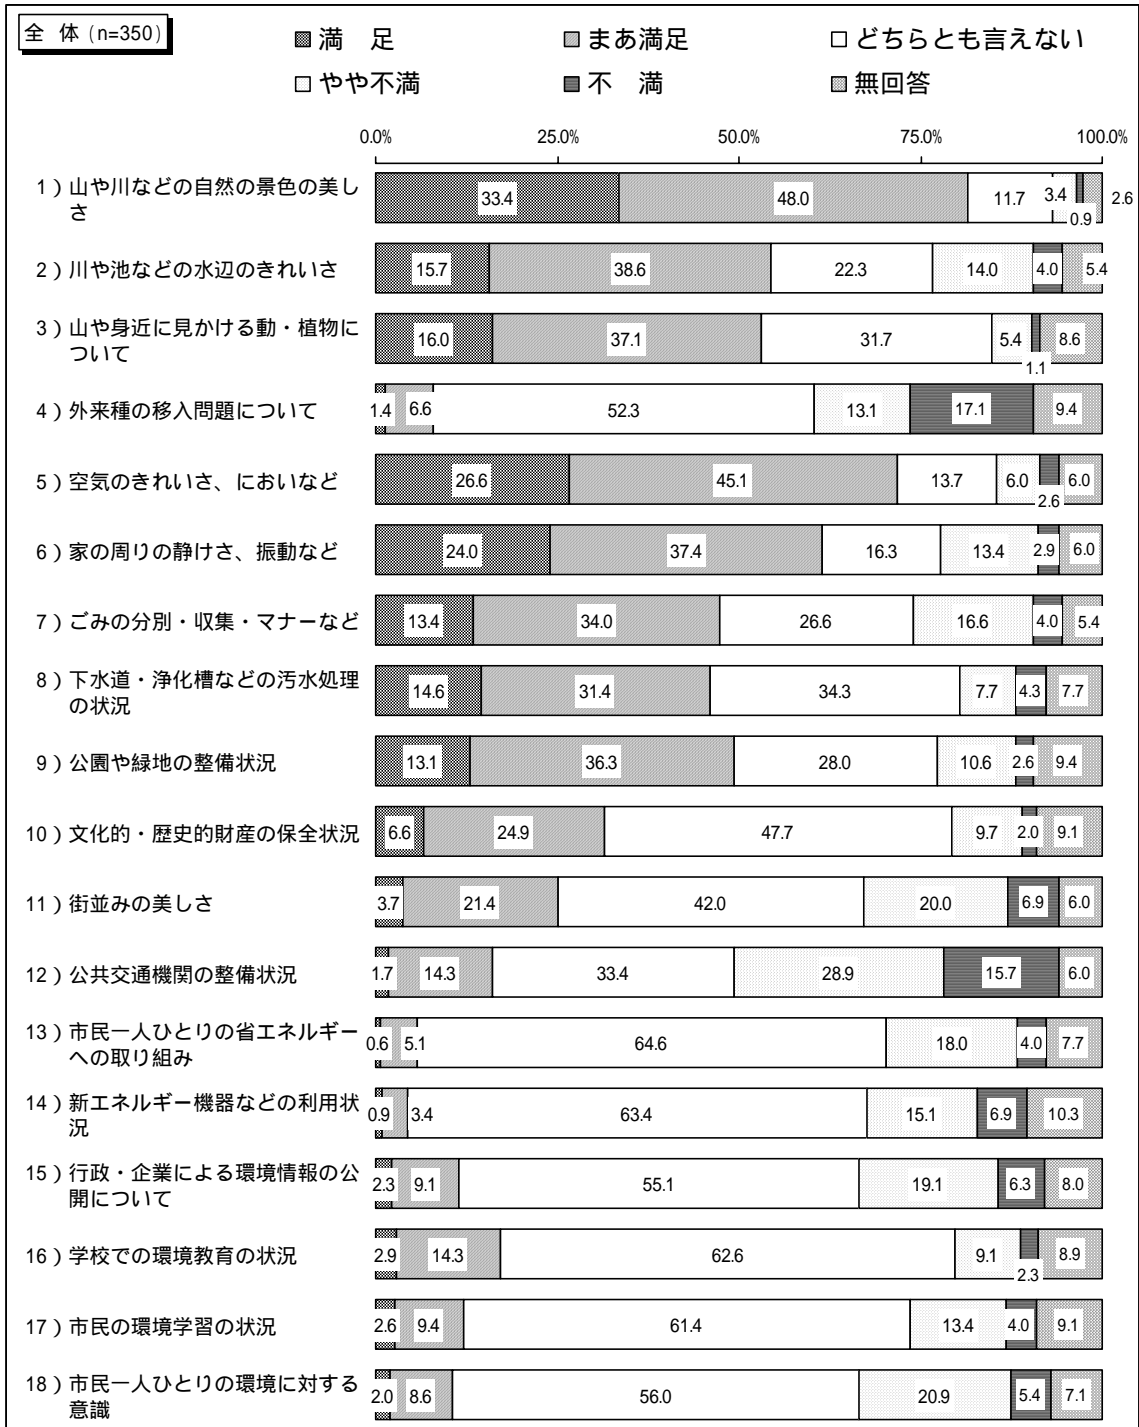 全 体 (n=350)
満 足 まあ満足 どちらとも言えない
やや不満 不 満 無回答
0.0% 25.0% 50.0% 75.0% 100.0%
1）山や川などの自然の景色の美し
さ
33.4 48.0 11.7 3.4 0.9 2.6
2）川や池などの水辺のきれいさ
15.7 38.6 22.3 14.0 4.0 5.4
3）山や身近に見かける動・植物に
ついて
16.0 37.1 31.7 5.4 1.1 8.6
4）外来種の移入問題について
1.4 6.6 52.3 13.1 17.1 9.4
5）空気のきれいさ、においなど
26.6 45.1 13.7 6.0 2.6 6.0
6）家の周りの静けさ、振動など
24.0 37.4 16.3 13.4 2.9 6.0
7）ごみの分別・収集・マナーなど
13.4 34.0 26.6 16.6 4.0 5.4
8）下水道・浄化槽などの汚水処理
の状況
14.6 31.4 34.3 7.7 4.3 7.7
9）公園や緑地の整備状況
13.1 36.3 28.0 10.6 2.6 9.4
10）文化的・歴史的財産の保全状況
6.6 24.9 47.7 9.7 2.0 9.1
11）街並みの美しさ
3.7 21.4 42.0 20.0 6.9 6.0
12）公共交通機関の整備状況
1.7 14.3 33.4 28.9 15.7 6.0
13）市民一人ひとりの省エネルギー
への取り組み
0.6 5.1 64.6 18.0 4.0 7.7
14）新エネルギー機器などの利用状
況
0.9 3.4 63.4 15.1 6.9 10.3
15）行政・企業による環境情報の公
開について
2.3 9.1 55.1 19.1 6.3 8.0
16）学校での環境教育の状況
2.9 14.3 62.6 9.1 2.3 8.9
17）市民の環境学習の状況
2.6 9.4 61.4 13.4 4.0 9.1
18）市民一人ひとりの環境に対する
意識
2.0 8.6 56.0 20.9 5.4 7.1